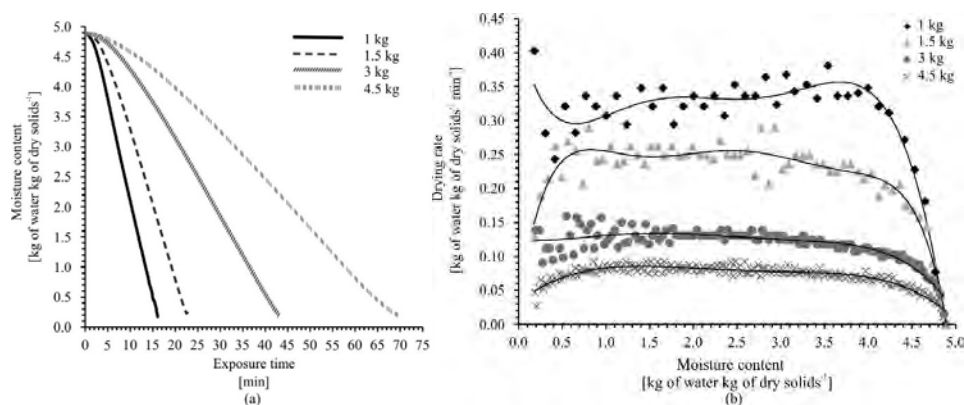 (a)
1 kg
1.5 kg
3 kg
4.5 kg
Moisture content
[kg of water kg of dry solids⁻¹]
5.0
4.5
4.0
3.5
3.0
2.5
2.0
1.5
1.0
0.5
0.0
0 5 10 15 20 25 30 35 40 45 50 55 60 65 70 75
Exposure time
[min]
(a)
1 kg
1.5 kg
3 kg
4.5 kg
Drying rate
[kg of water kg of dry solids⁻¹ min⁻¹]
0.45
0.40
0.35
0.30
0.25
0.20
0.15
0.10
0.05
0.00
0.0 0.5 1.0 1.5 2.0 2.5 3.0 3.5 4.0 4.5 5.0
Moisture content
[kg of water kg of dry solids⁻¹]
(b)